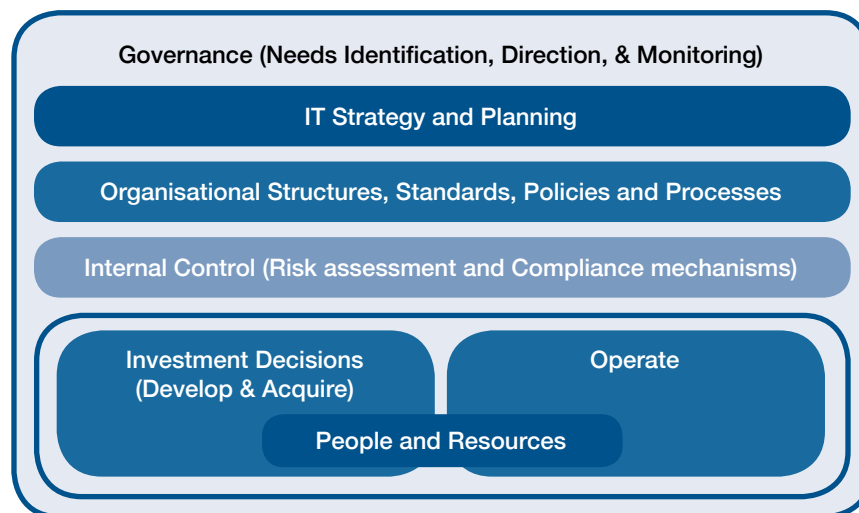 Governance (Needs Identification, Direction, & Monitoring)
IT Strategy and Planning
Organisational Structures, Standards, Policies and Processes
Internal Control (Risk assessment and Compliance mechanisms)
Investment Decisions
(Develop & Acquire)
Operate
People and Resources